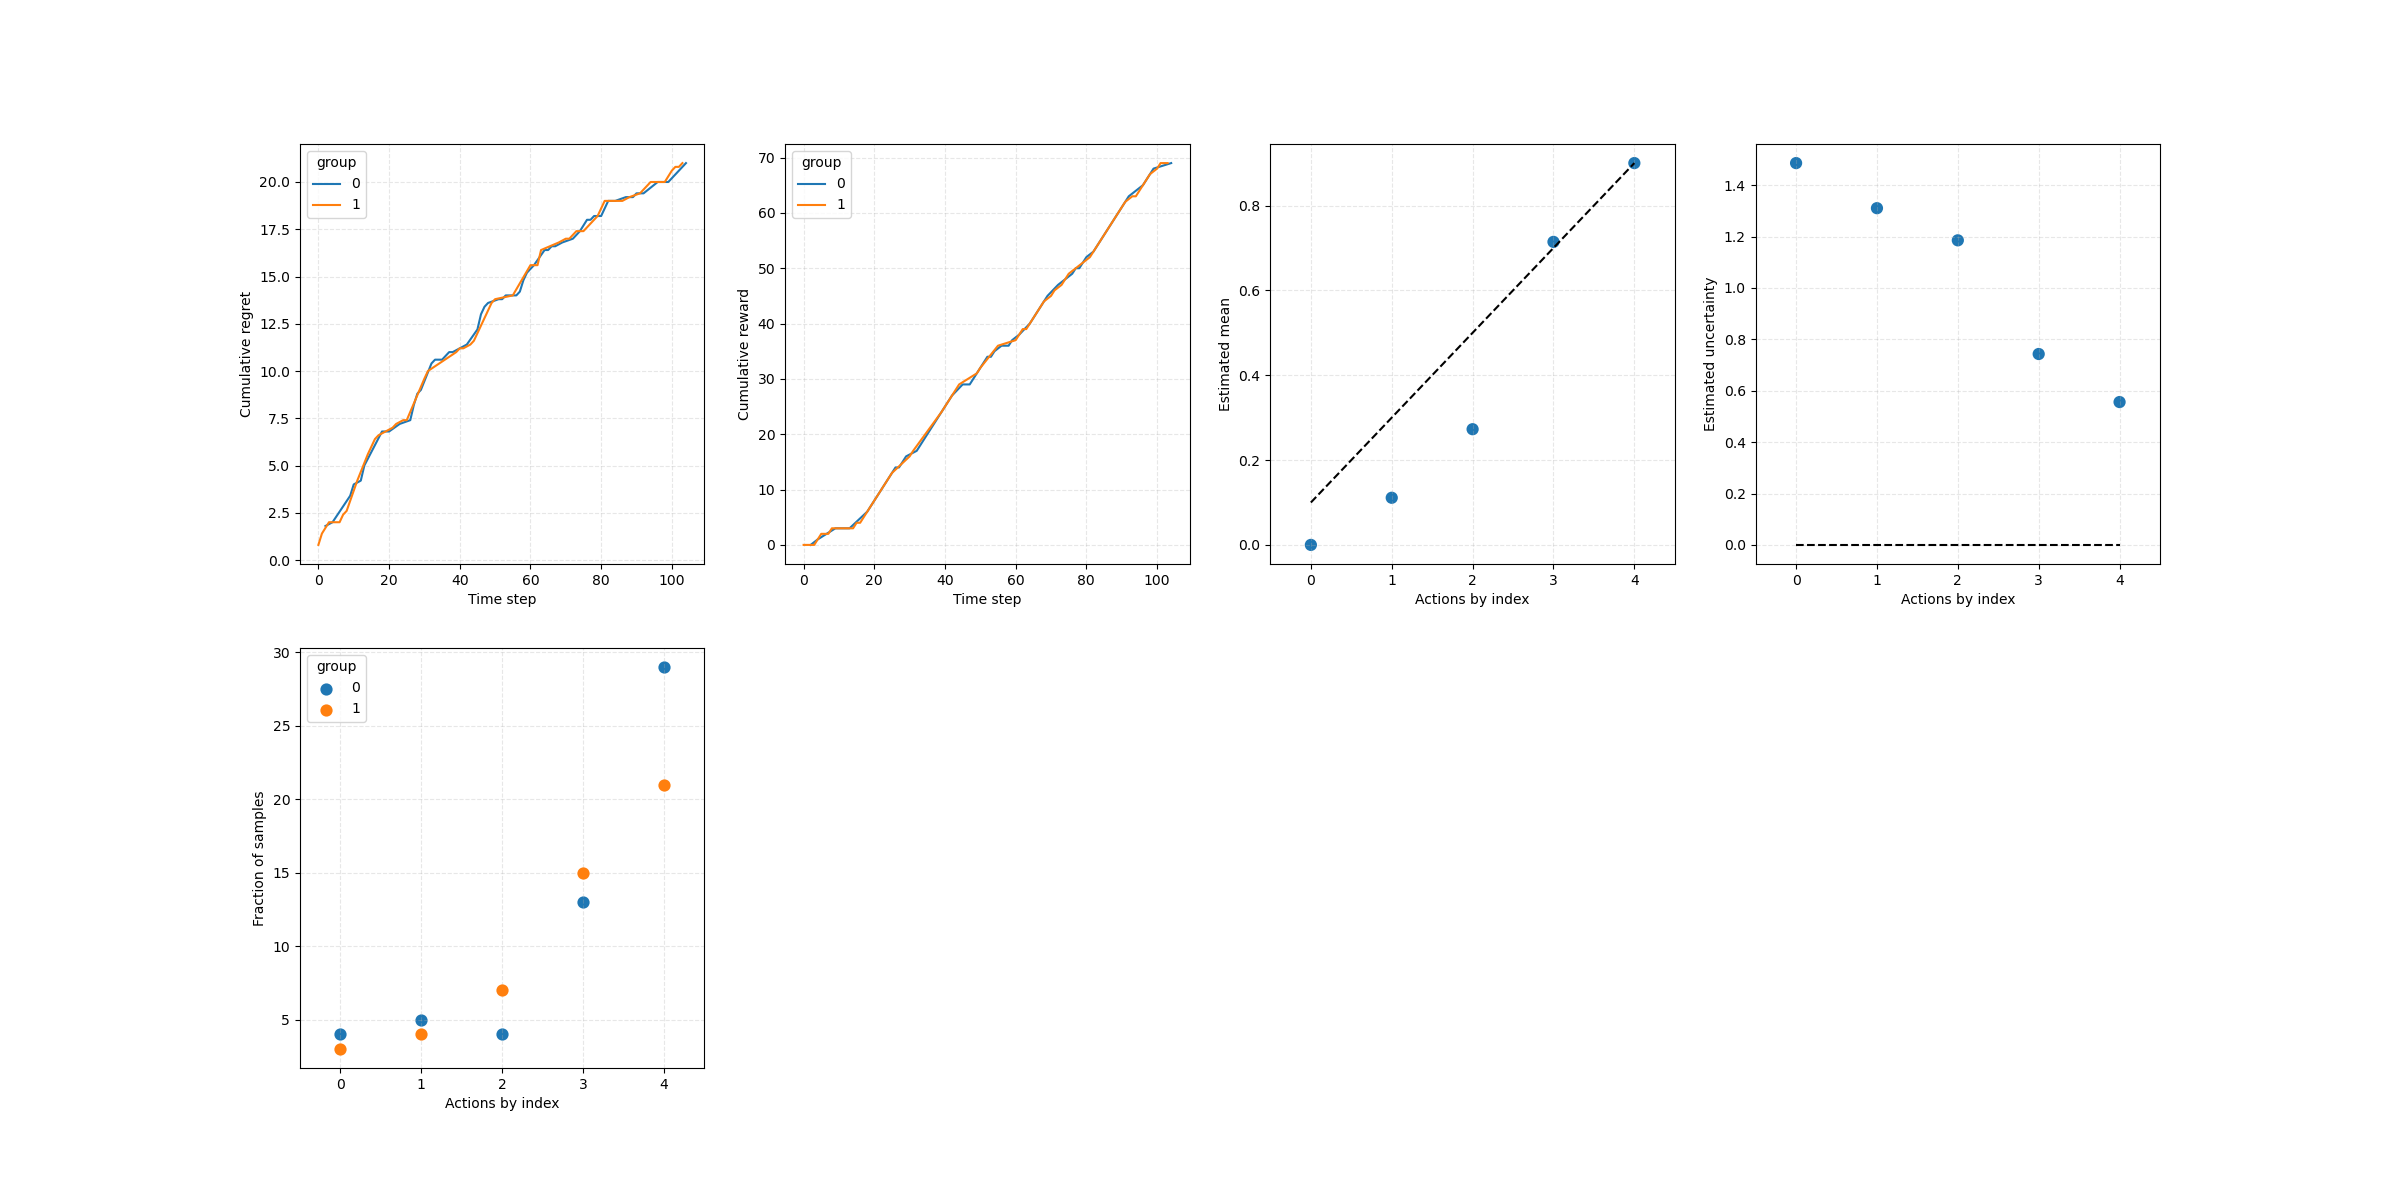 group
0
1
20.0
17.5
15.0
12.5
10.0
7.5
5.0
2.5
0.0
Cumulative regret
0 20 40 60 80 100
Time step
group
0
1
70
60
50
40
30
20
10
0
Cumulative reward
0 20 40 60 80 100
Time step
0.8
0.6
0.4
0.2
0.0
Estimated mean
0 1 2 3 4
Actions by index
1.4
1.2
1.0
0.8
0.6
0.4
0.2
0.0
Estimated uncertainty
0 1 2 3 4
Actions by index
group
0
1
30
25
20
15
10
5
Fraction of samples
0 1 2 3 4
Actions by index